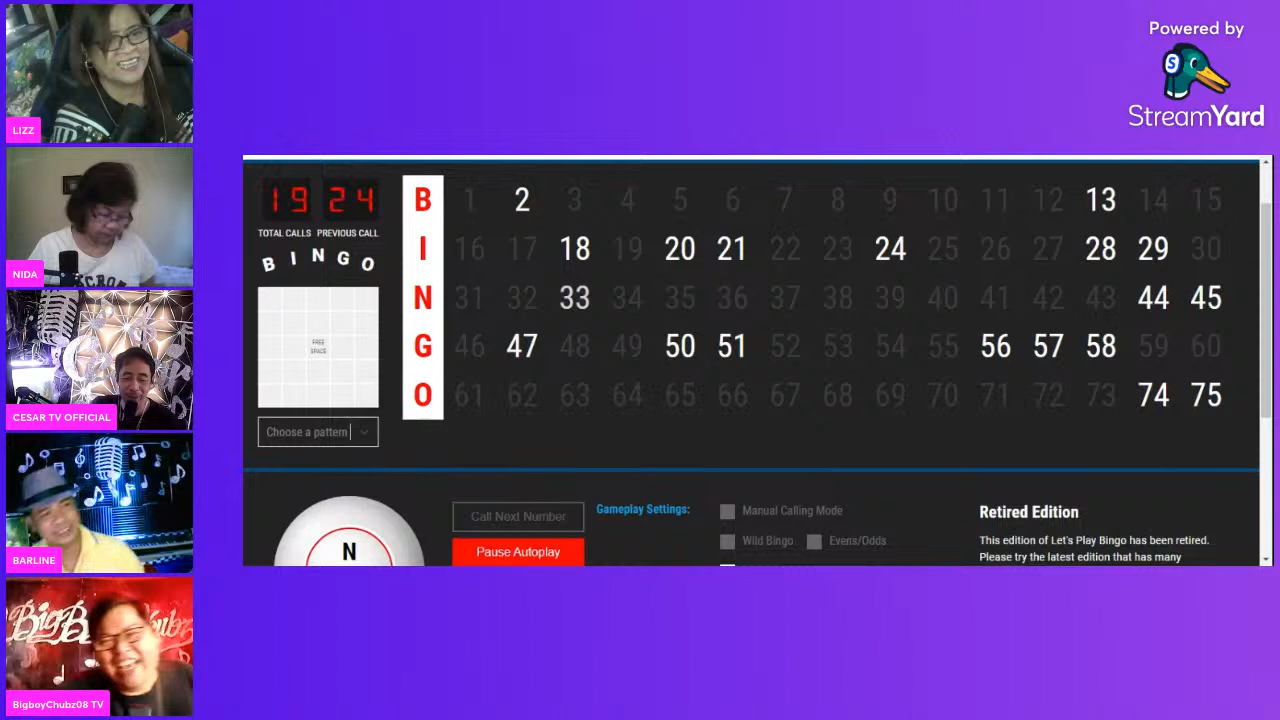 LIZZ
NIDA
CESAR TV OFFICIAL
BARLINE
BigBoyChubz
BigboyChubz08 TV
Powered by
S
StreamYard
19 24
TOTAL CALLS PREVIOUS CALL
BINGO
FREE
SPACE
Choose a pattern
B 1 2 3 4 5 6 7 8 9 10 11 12 13 14 15
I 16 17 18 19 20 21 22 23 24 25 26 27 28 29 30
N 31 32 33 34 35 36 37 38 39 40 41 42 43 44 45
G 46 47 48 49 50 51 52 53 54 55 56 57 58 59 60
O 61 62 63 64 65 66 67 68 69 70 71 72 73 74 75
N
Call Next Number
Pause Autoplay
Gameplay Settings:
Manual Calling Mode
Wild Bingo Evens/Odds
Retired Edition
This edition of Let's Play Bingo has been retired.
Please try the latest edition that has many